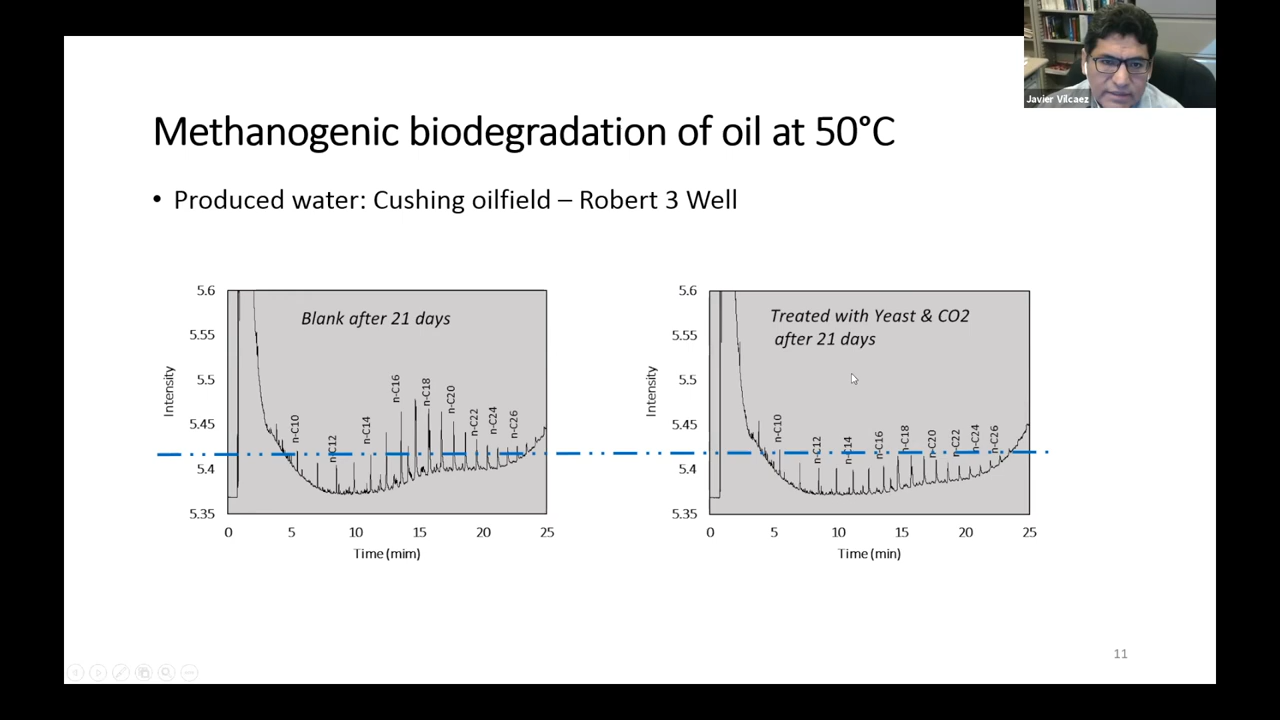 Javier Vilcaez
Methanogenic biodegradation of oil at 50°C
• Produced water: Cushing oilfield – Robert 3 Well
5.6
5.55
5.5
5.45
5.4
5.35
Intensity
Blank after 21 days
n-C10
n-C12
n-C14
n-C16
n-C18
n-C20
n-C22
n-C24
n-C26
0 5 10 15 20 25
Time (mim)
5.6
5.55
5.5
5.45
5.4
5.35
Intensity
Treated with Yeast & CO2
after 21 days
n-C10
n-C12
n-C14
n-C16
n-C18
n-C20
n-C22
n-C24
n-C26
0 5 10 15 20 25
Time (min)
11